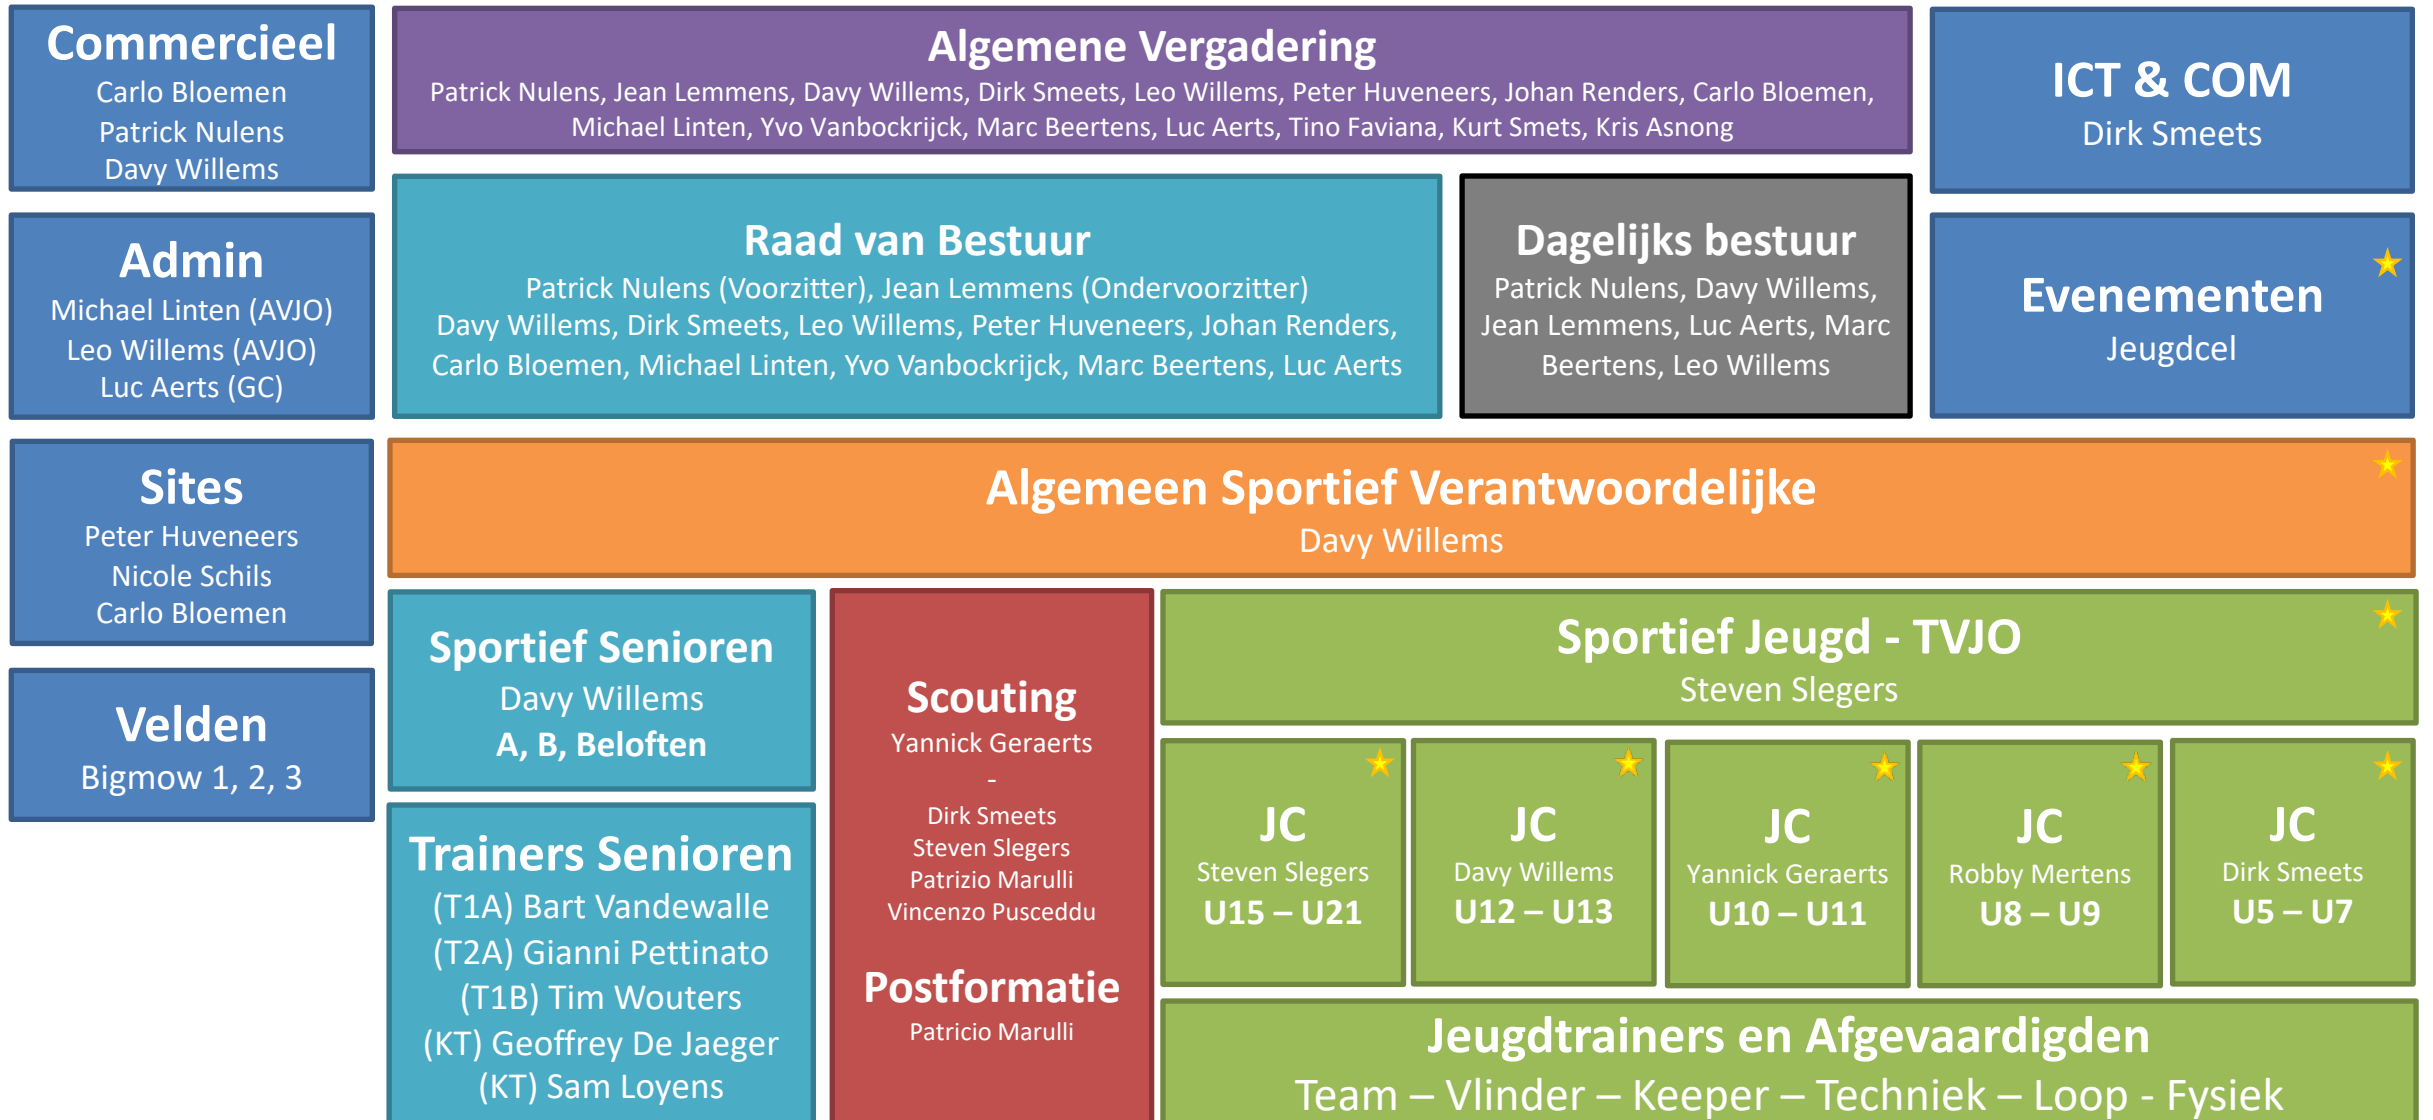 Commercieel
Carlo Bloemen
Patrick Nulens
Davy Willems
Algemene Vergadering
Patrick Nulens, Jean Lemmens, Davy Willems, Dirk Smeets, Leo Willems, Peter Huveneers, Johan Renders, Carlo Bloemen,
Michael Linten, Yvo Vanbockrijck, Marc Beertens, Luc Aerts, Tino Faviana, Kurt Smets, Kris Asnong
ICT & COM
Dirk Smeets
Admin
Michael Linten (AVJO)
Leo Willems (AVJO)
Luc Aerts (GC)
Raad van Bestuur
Patrick Nulens (Voorzitter), Jean Lemmens (Ondervoorzitter)
Davy Willems, Dirk Smeets, Leo Willems, Peter Huveneers, Johan Renders,
Carlo Bloemen, Michael Linten, Yvo Vanbockrijck, Marc Beertens, Luc Aerts
Dagelijks bestuur
Patrick Nulens, Davy Willems,
Jean Lemmens, Luc Aerts, Marc
Beertens, Leo Willems
Evenementen
Jeugdcel
Sites
Peter Huveneers
Nicole Schils
Carlo Bloemen
Algemeen Sportief Verantwoordelijke
Davy Willems
Velden
Bigmow 1, 2, 3
Sportief Senioren
Davy Willems
A, B, Beloften
Trainers Senioren
(T1A) Bart Vandewalle
(T2A) Gianni Pettinato
(T1B) Tim Wouters
(KT) Geoffrey De Jaeger
(KT) Sam Loyens
Scouting
Yannick Geraerts
-
Dirk Smeets
Steven Slegers
Patrizio Marulli
Vincenzo Pusceddu
Postformatie
Patricio Marulli
Sportief Jeugd - TVJO
Steven Slegers
JC
Steven Slegers
U15 – U21
JC
Davy Willems
U12 – U13
JC
Yannick Geraerts
U10 – U11
JC
Robby Mertens
U8 – U9
JC
Dirk Smeets
U5 – U7
Jeugdtrainers en Afgevaardigden
Team – Vlinder – Keeper – Techniek – Loop - Fysiek